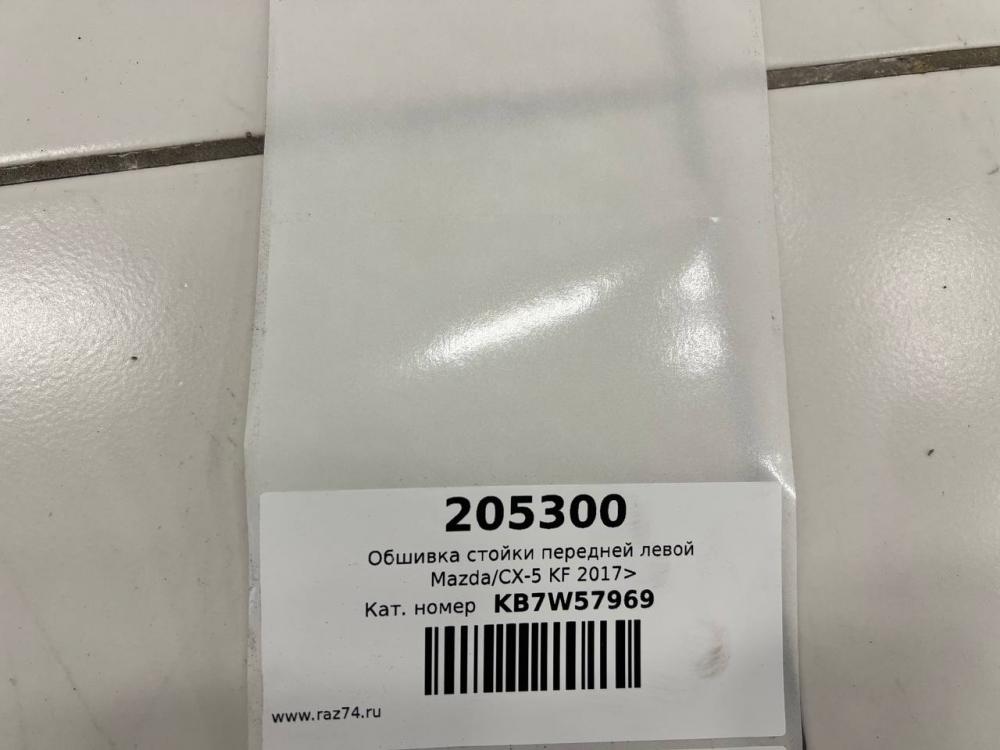 205300
Обшивка стойки передней левой
Mazda/CX-5 KF 2017>
Кат. номер KB7W57969
www.raz74.ru